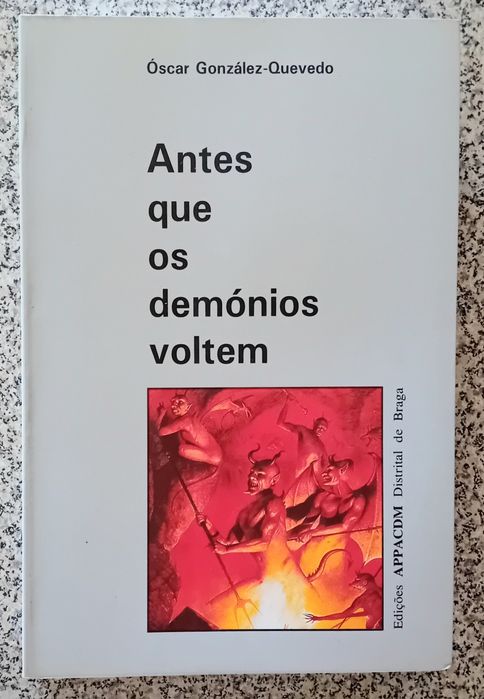 Óscar González-Quevedo
Antes
que
os
demónios
voltem
Edições APPACDM Distrital de Braga